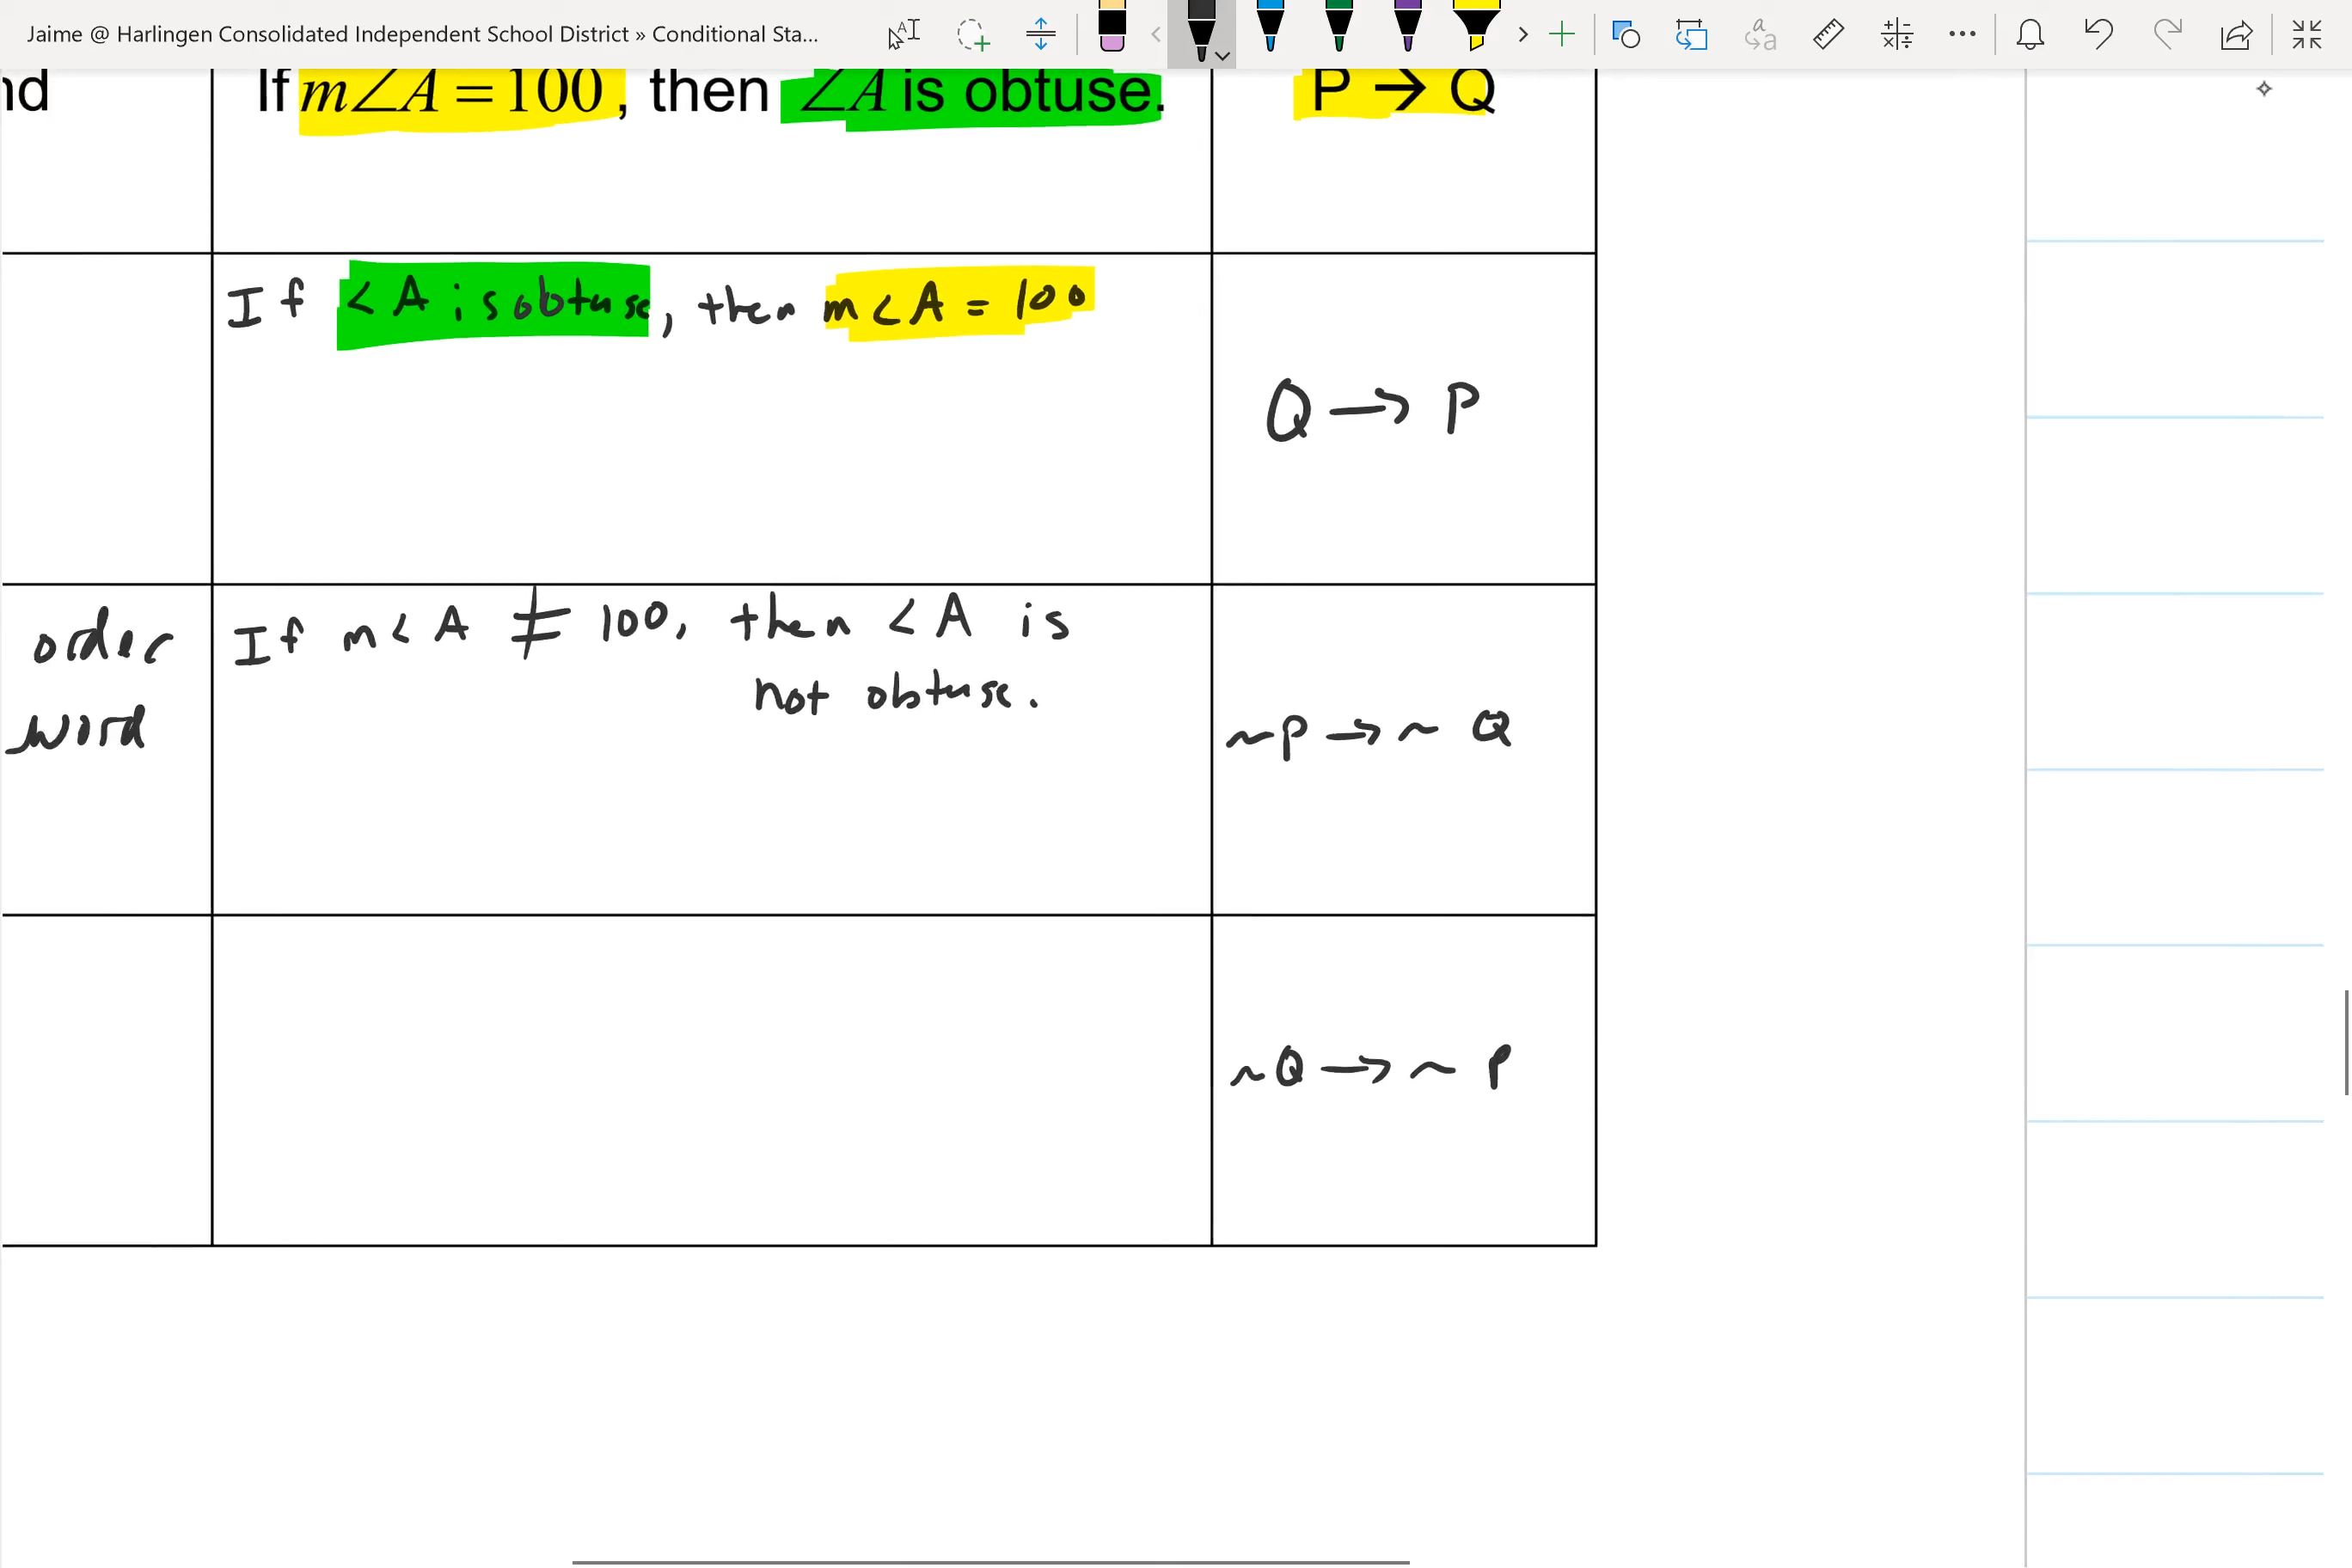 Jaime @ Harlingen Consolidated Independent School District » Conditional Sta...
nd
If m∠A = 100, then ∠A is obtuse.
P → Q
If <A is obtuse, then m<A = 100
Q → P
order
word
If m<A ≠ 100, then <A is
not obtuse.
~P → ~Q
~Q → ~P